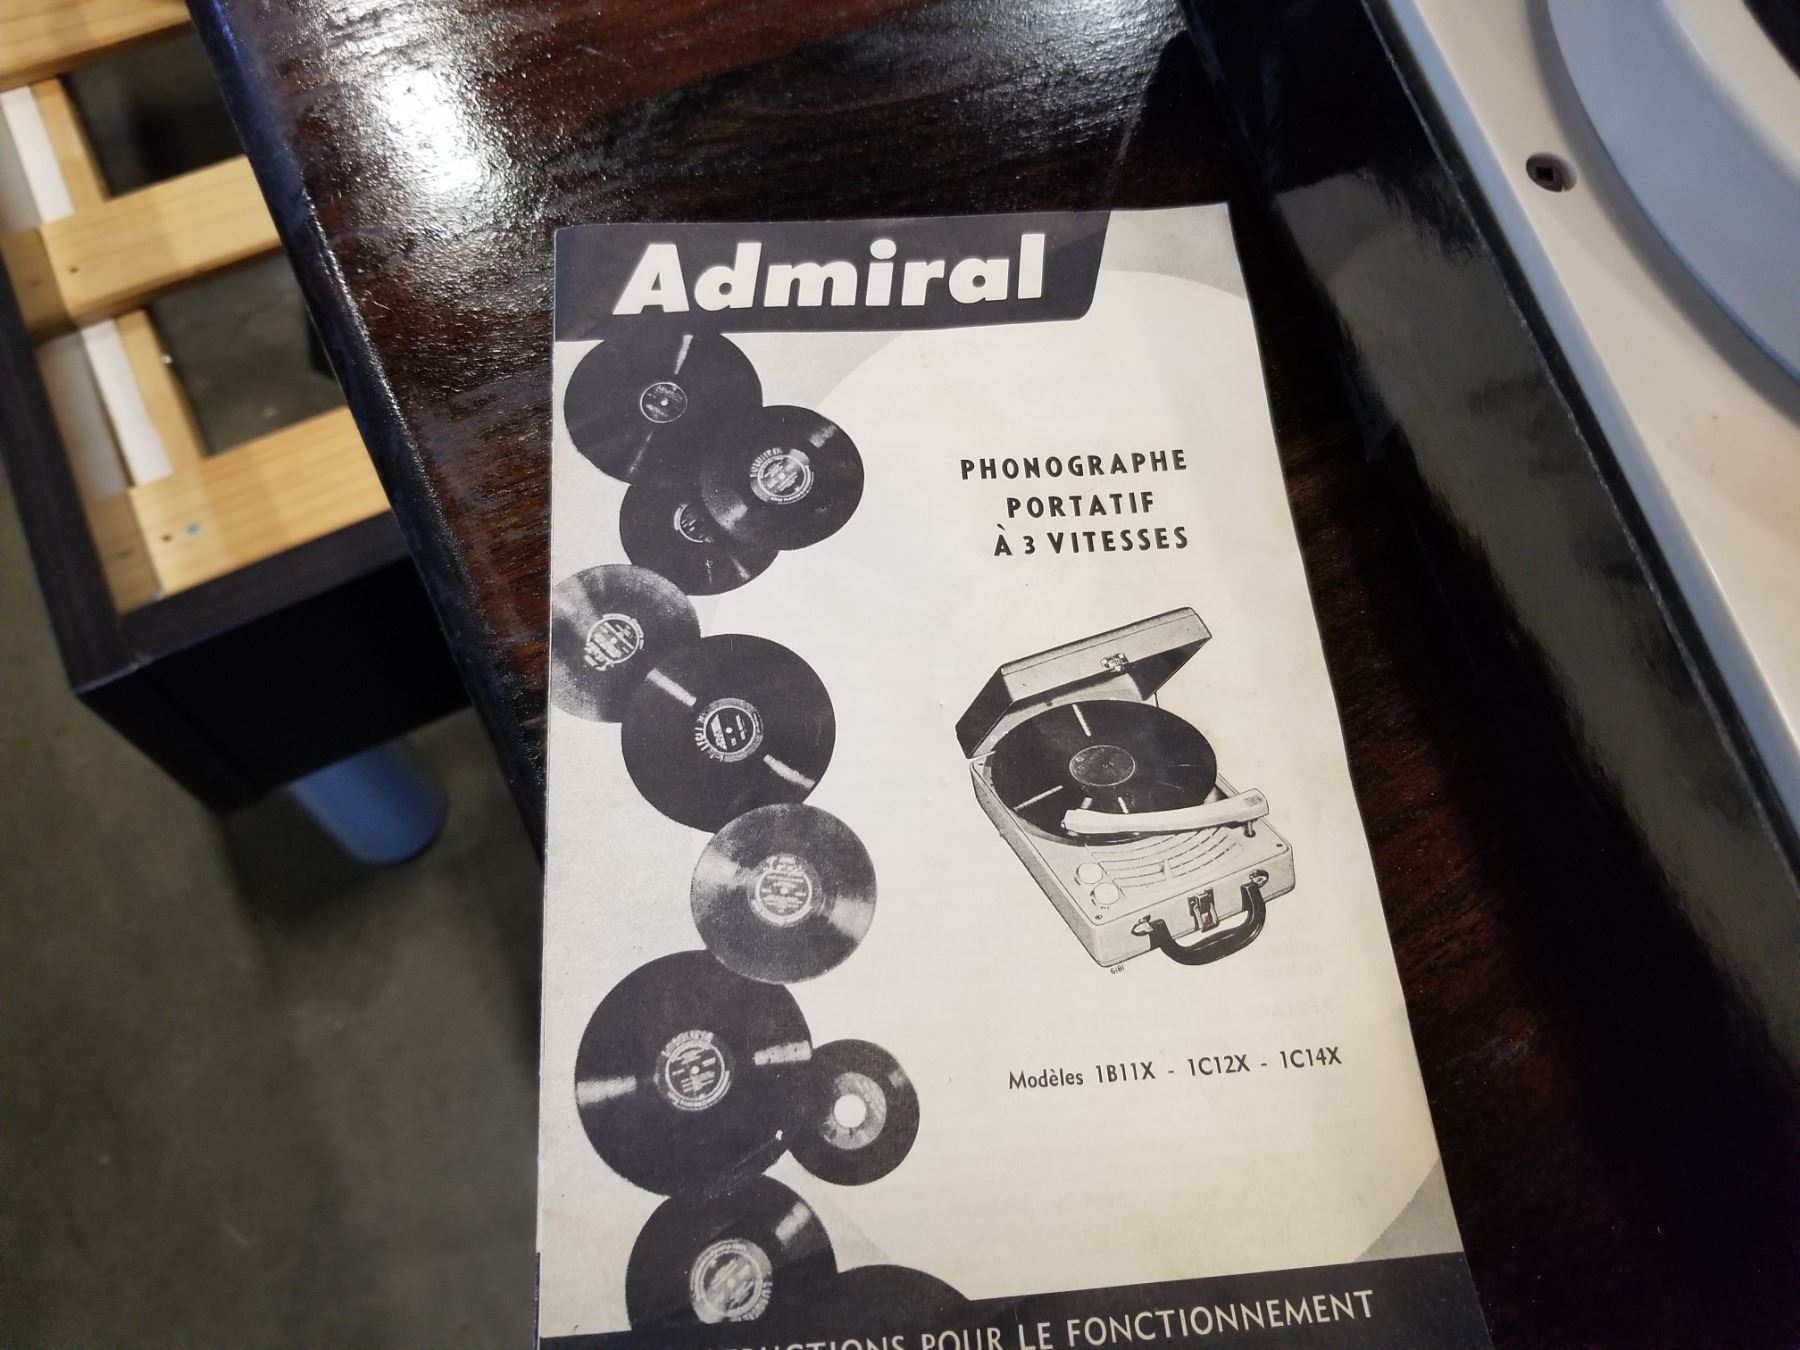 Admiral
PHONOGRAPHE
PORTATIF
À 3 VITESSES
Modèles 1B11X - 1C12X - 1C14X
POUR LE FONCTIONNEMENT